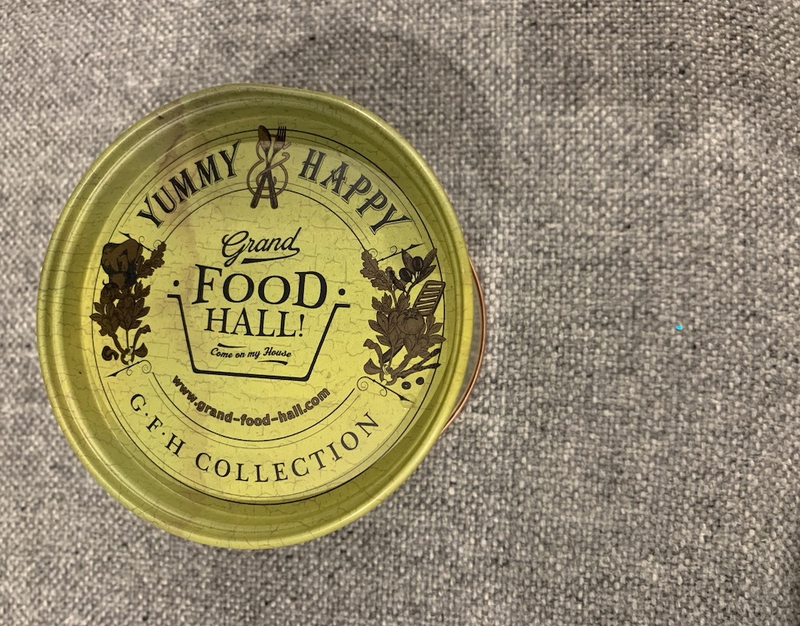 YUMMY HAPPY
Grand
FOOD
HALL!
Come on my House
www.grand-food-hall.com
G.F.H COLLECTION